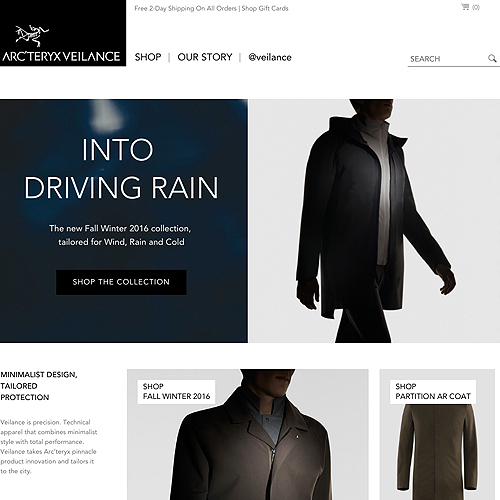 Free 2-Day Shipping On All Orders | Shop Gift Cards
(0)
ARC'TERYX VEILANCE
SHOP | OUR STORY | @veilance
SEARCH
INTO
DRIVING RAIN
The new Fall Winter 2016 collection,
tailored for Wind, Rain and Cold
SHOP THE COLLECTION
MINIMALIST DESIGN,
TAILORED
PROTECTION
Veilance is precision. Technical
apparel that combines minimalist
style with total performance.
Veilance takes Arc'teryx pinnacle
product innovation and tailors it
to the city.
SHOP
FALL WINTER 2016
SHOP
PARTITION AR COAT